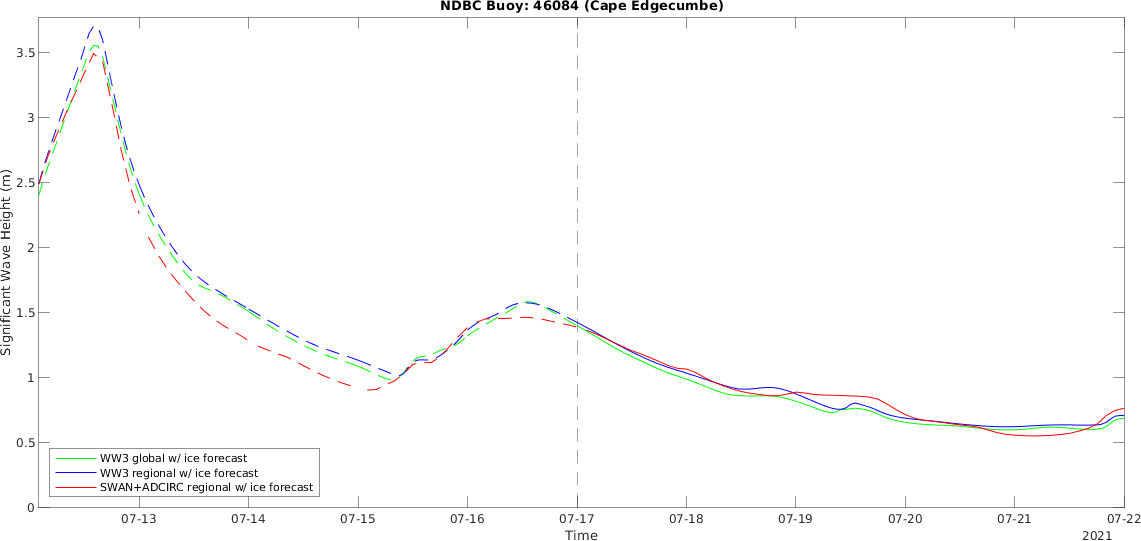 NDBC Buoy: 46084 (Cape Edgecumbe)
Significant Wave Height (m)
3.5
3
2.5
2
1.5
1
0.5
0
WW3 global w/ ice forecast
WW3 regional w/ ice forecast
SWAN+ADCIRC regional w/ ice forecast
07-13 07-14 07-15 07-16 07-17 07-18 07-19 07-20 07-21 07-22
Time
2021